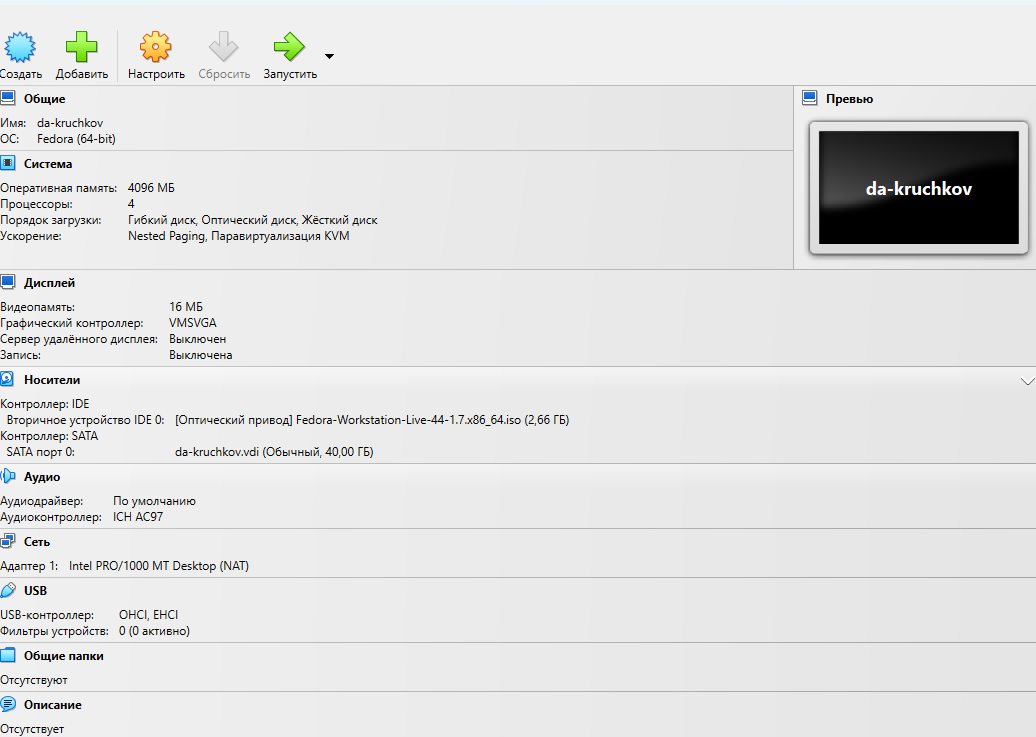 Создать Добавить Настроить Сбросить Запустить
Общие
Имя: da-kruchkov
ОС: Fedora (64-bit)
Превью
da-kruchkov
Система
Оперативная память: 4096 МБ
Процессоры: 4
Порядок загрузки: Гибкий диск, Оптический диск, Жёсткий диск
Ускорение: Nested Paging, Паравиртуализация KVM
Дисплей
Видеопамять: 16 МБ
Графический контроллер: VMSVGA
Сервер удалённого дисплея: Выключен
Запись: Выключена
Носители
Контроллер: IDE
Вторичное устройство IDE 0: [Оптический привод] Fedora-Workstation-Live-44-1.7.x86_64.iso (2,66 ГБ)
Контроллер: SATA
SATA порт 0: da-kruchkov.vdi (Обычный, 40,00 ГБ)
Аудио
Аудиодрайвер: По умолчанию
Аудиоконтроллер: ICH AC97
Сеть
Адаптер 1: Intel PRO/1000 MT Desktop (NAT)
USB
USB-контроллер: OHCI, EHCI
Фильтры устройств: 0 (0 активно)
Общие папки
Отсутствуют
Описание
Отсутствует